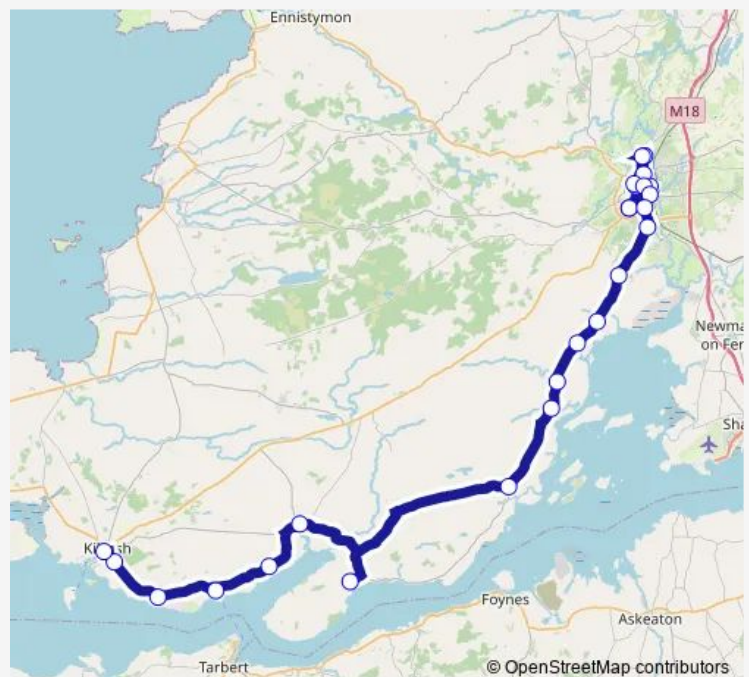 Ennistymon
M18
Newma
on Fer
Sha
Foynes
Askeaton
Tarbert
© OpenStreetMap contributors